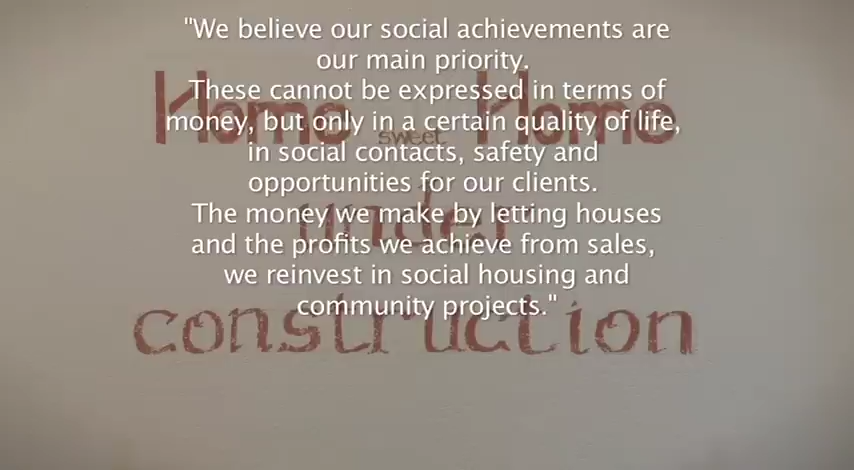 "We believe our social achievements are
our main priority.
These cannot be expressed in terms of
money, but only in a certain quality of life,
in social contacts, safety and
opportunities for our clients.
The money we make by letting houses
and the profits we achieve from sales,
we reinvest in social housing and
community projects."
Home sweet Home
under
construction